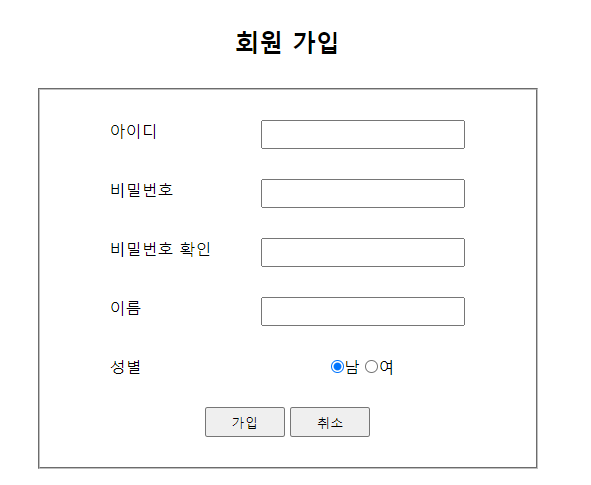 회원 가입
아이디
비밀번호
비밀번호 확인
이름
성별 남 여
가입 취소